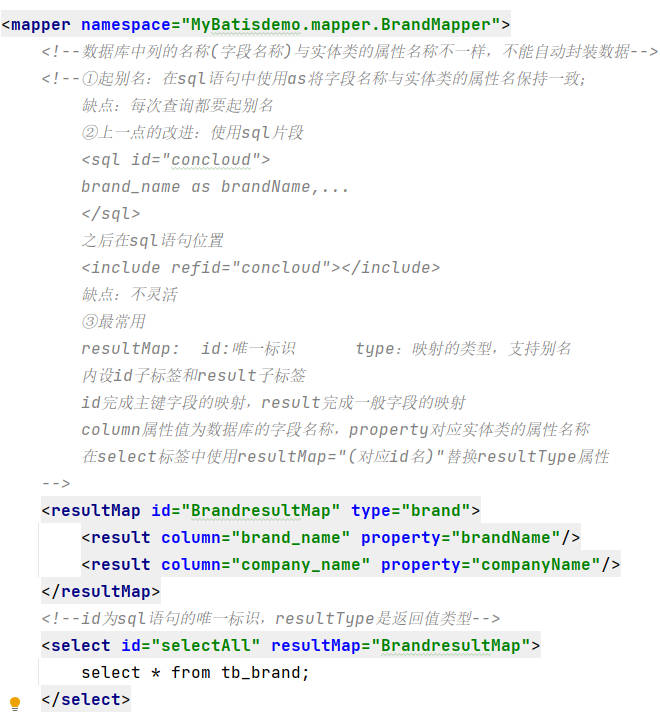 <mapper namespace="MyBatisdemo.mapper.BrandMapper">
<!--数据库中列的名称(字段名称)与实体类的属性名称不一样，不能自动封装数据-->
<!--①起别名：在sql语句中使用as将字段名称与实体类的属性名保持一致；
缺点：每次查询都要起别名
②上一点的改进：使用sql片段
<sql id="concloud">
brand_name as brandName,...
</sql>
之后在sql语句位置
<include refid="concloud"></include>
缺点：不灵活
③最常用
resultMap: id:唯一标识 type：映射的类型，支持别名
内设id子标签和result子标签
id完成主键字段的映射，result完成一般字段的映射
column属性值为数据库的字段名称，property对应实体类的属性名称
在select标签中使用resultMap="(对应id名)"替换resultType属性
-->
<resultMap id="BrandresultMap" type="brand">
<result column="brand_name" property="brandName"/>
<result column="company_name" property="companyName"/>
</resultMap>
<!--id为sql语句的唯一标识，resultType是返回值类型-->
<select id="selectAll" resultMap="BrandresultMap">
select * from tb_brand;
</select>